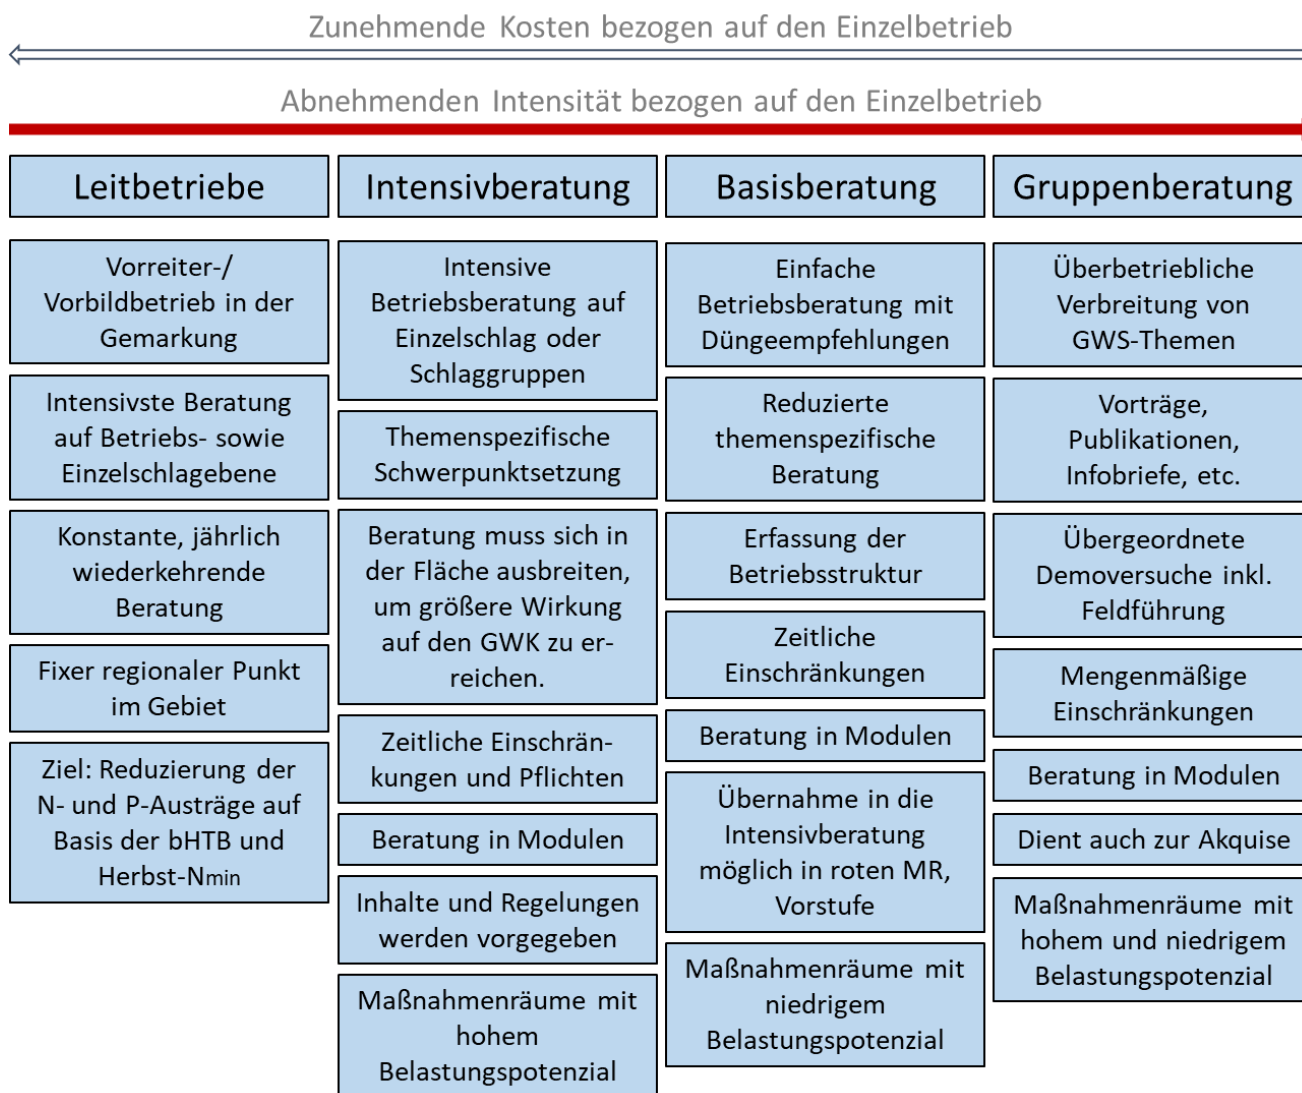 Zunehmende Kosten bezogen auf den Einzelbetrieb
Abnehmenden Intensität bezogen auf den Einzelbetrieb
Leitbetriebe
Vorreiter-/
Vorbildbetrieb in der
Gemarkung
Intensivste Beratung
auf Betriebs- sowie
Einzelschlagebene
Konstante, jährlich
wiederkehrende
Beratung
Fixer regionaler Punkt
im Gebiet
Ziel: Reduzierung der
N- und P-Austräge auf
Basis der bHTB und
Herbst-Nmin
Intensivberatung
Intensive
Betriebsberatung auf
Einzelschlag oder
Schlaggruppen
Themenspezifische
Schwerpunktsetzung
Beratung muss sich in
der Fläche ausbreiten,
um größere Wirkung
auf den GWK zu er-
reichen.
Zeitliche Einschrän-
kungen und Pflichten
Beratung in Modulen
Inhalte und Regelungen
werden vorgegeben
Maßnahmenräume mit
hohem
Belastungspotenzial
Basisberatung
Einfache
Betriebsberatung mit
Düngeempfehlungen
Reduzierte
themenspezifische
Beratung
Erfassung der
Betriebsstruktur
Zeitliche
Einschränkungen
Beratung in Modulen
Übernahme in die
Intensivberatung
möglich in roten MR,
Vorstufe
Maßnahmenräume mit
niedrigem
Belastungspotenzial
Gruppenberatung
Überbetriebliche
Verbreitung von
GWS-Themen
Vorträge,
Publikationen,
Infobriefe, etc.
Übergeordnete
Demoversuche inkl.
Feldführung
Mengenmäßige
Einschränkungen
Beratung in Modulen
Dient auch zur Akquise
Maßnahmenräume mit
hohem und niedrigem
Belastungspotenzial